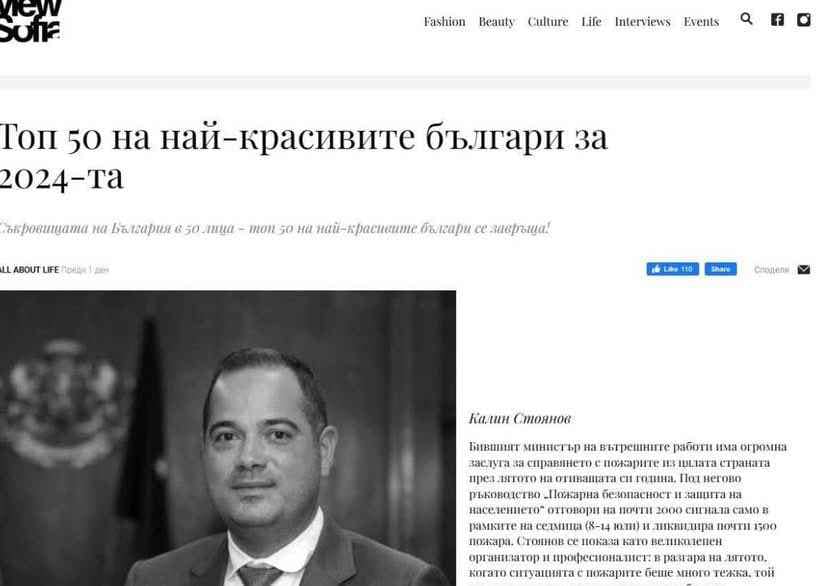 view
Sofia
Fashion Beauty Culture Life Interviews Events
Топ 50 на най-красивите българи за
2024-та
Съкровищата на България в 50 лица - топ 50 на най-красивите българи се завръща!
ALL ABOUT LIFE Преди 1 ден
Like 110 Share Сподели
Калин Стоянов
Бившият министър на вътрешните работи има огромна
заслуга за справянето с пожарите из цялата страната
през лятото на отиващата си година. Под негово
ръководство „Пожарна безопасност и защита на
населението“ отговори на почти 2000 сигнала само в
рамките на седмица (8-14 юли) и ликвидира почти 1500
пожара. Стоянов се показа като великолепен
организатор и професионалист: в разгара на лятото,
когато ситуацията с пожарите беше много тежка, той